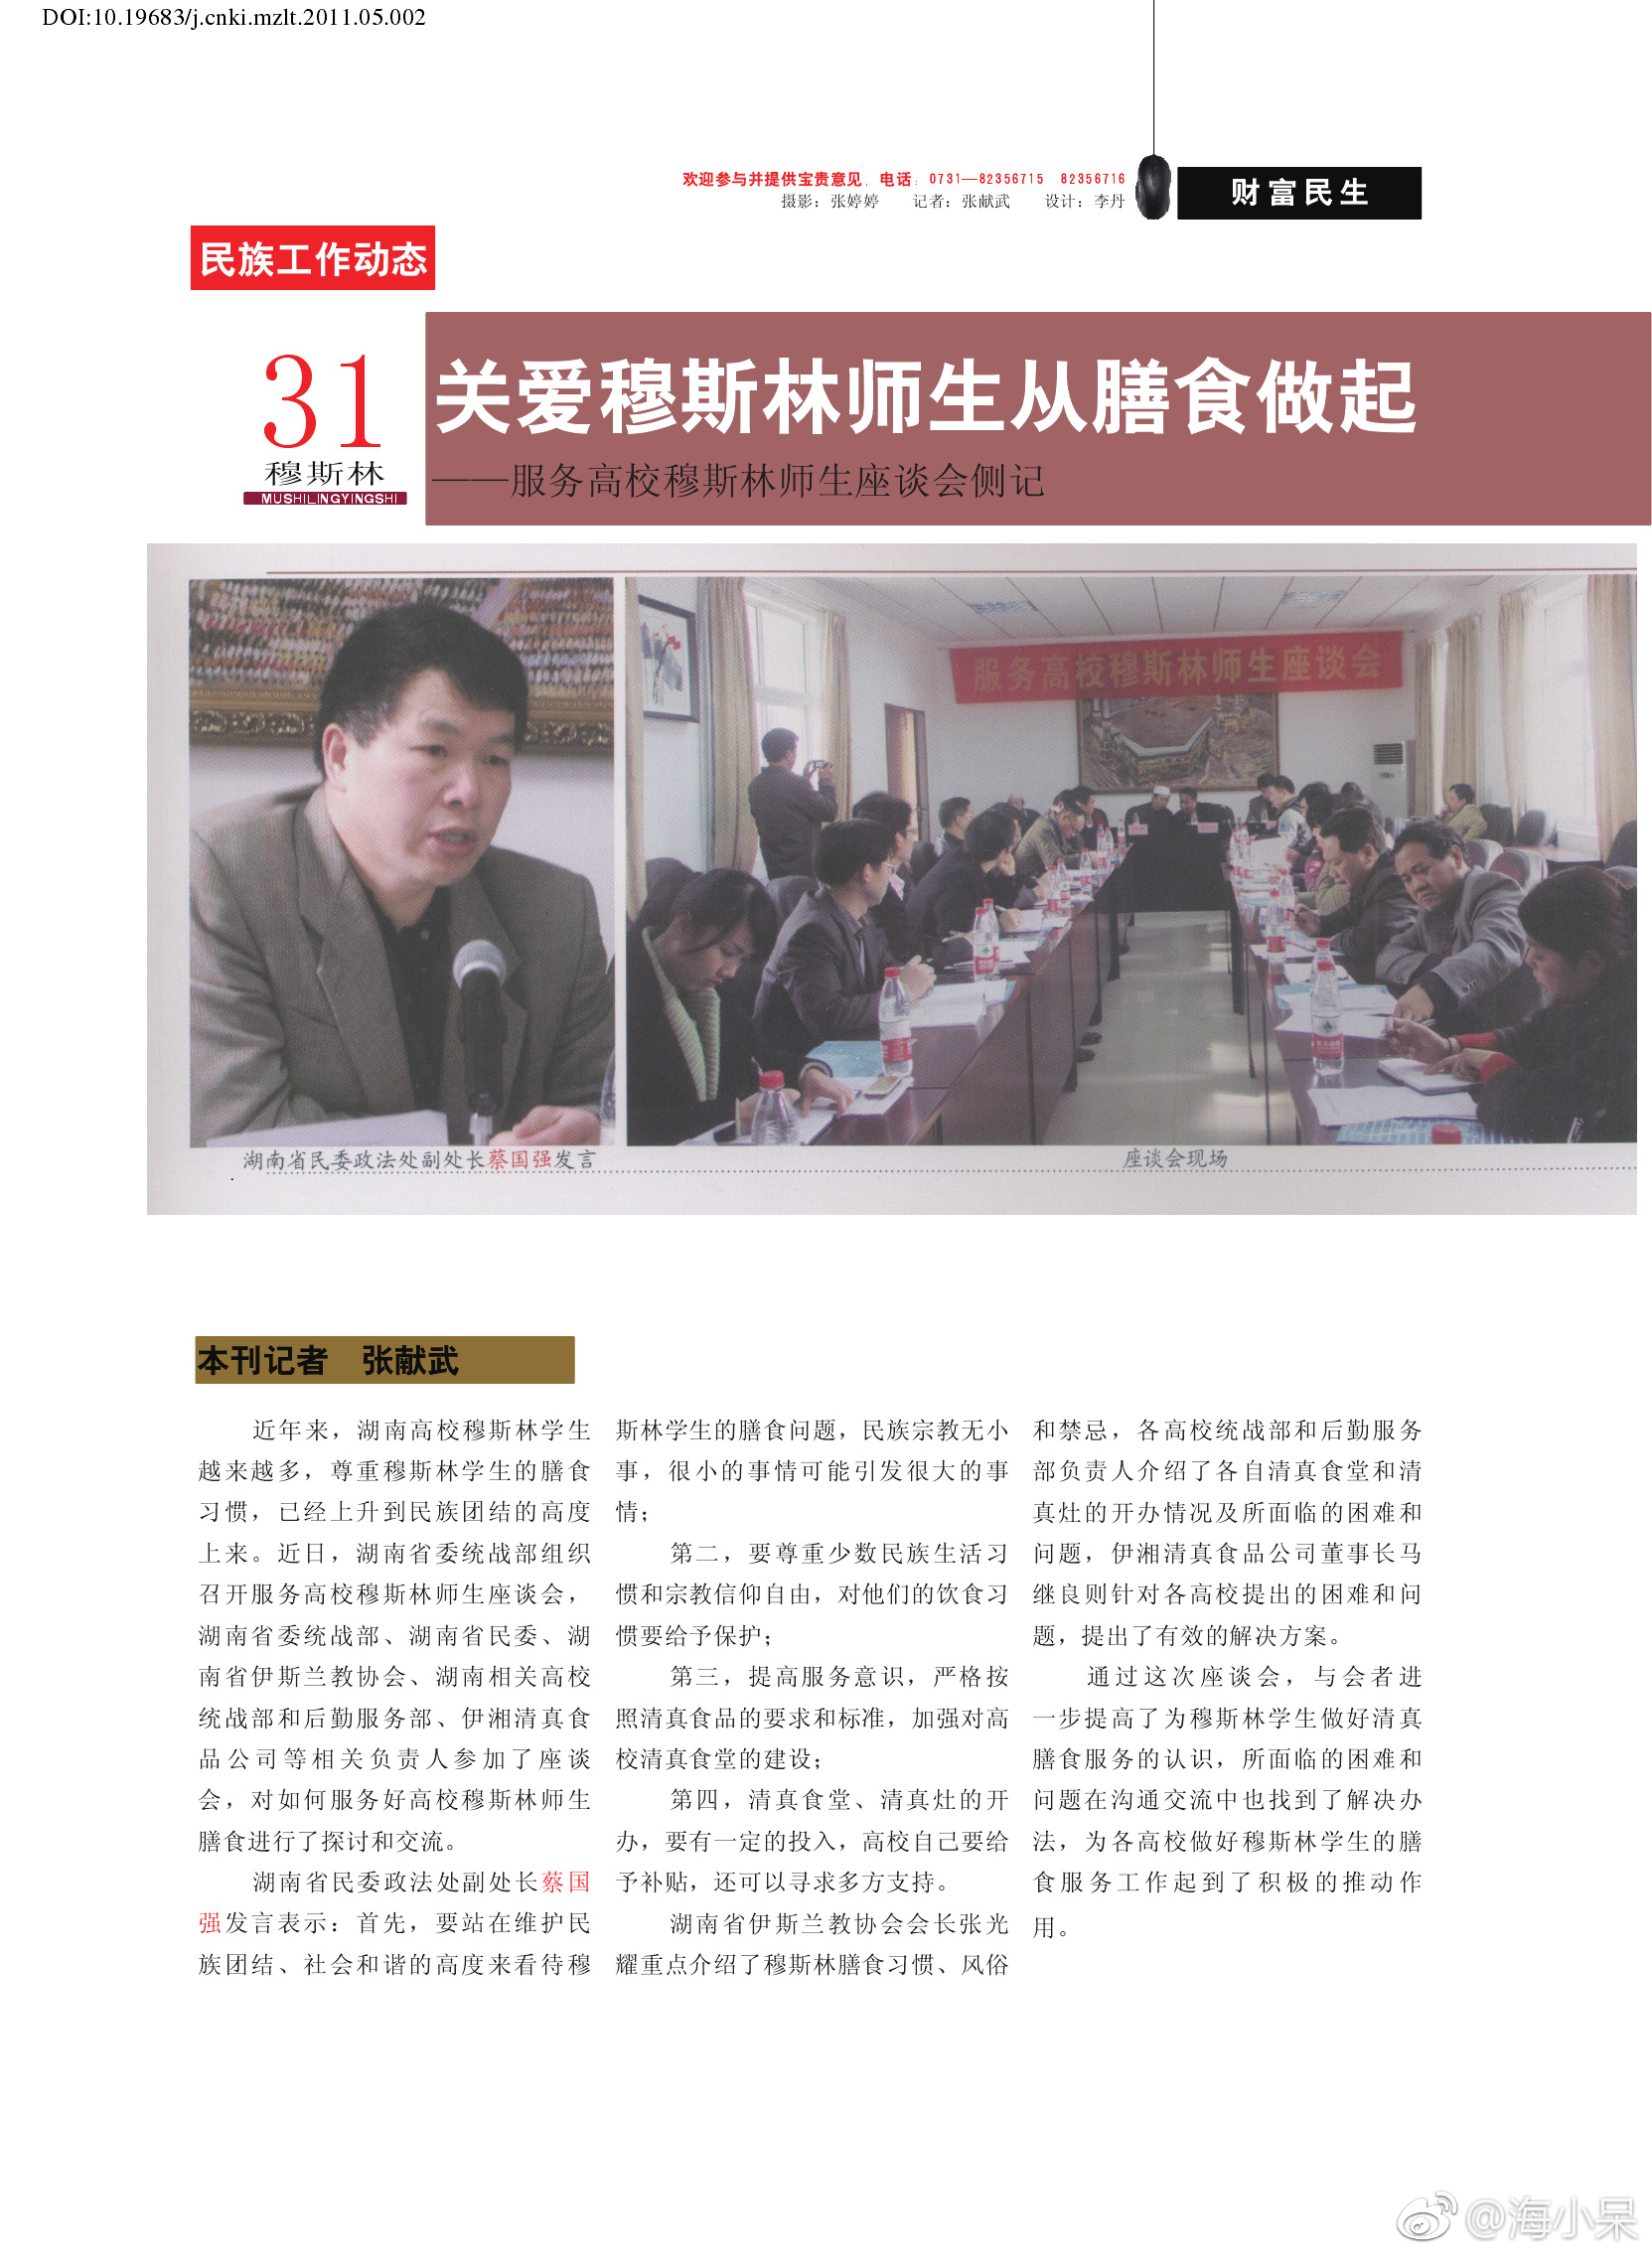 DOI:10.19683/j.cnki.mzlt.2011.05.002
欢迎参与并提供宝贵意见，电话：0731—82356715 82356716
摄影：张婷婷 记者：张献武 设计：李丹
财富民生
民族工作动态
31
穆斯林
MUSHILINGYINGSHI
关爱穆斯林师生从膳食做起
——服务高校穆斯林师生座谈会侧记
服务高校穆斯林师生座谈会
湖南省民委政法处副处长蔡国强发言
座谈会现场
本刊记者 张献武
近年来，湖南高校穆斯林学生
越来越多，尊重穆斯林学生的膳食
习惯，已经上升到民族团结的高度
上来。近日，湖南省委统战部组织
召开服务高校穆斯林师生座谈会，
湖南省委统战部、湖南省民委、湖
南省伊斯兰教协会、湖南相关高校
统战部和后勤服务部、伊湘清真食
品公司等相关负责人参加了座谈
会，对如何服务好高校穆斯林师生
膳食进行了探讨和交流。
湖南省民委政法处副处长蔡国
强发言表示：首先，要站在维护民
族团结、社会和谐的高度来看待穆
斯林学生的膳食问题，民族宗教无小
事，很小的事情可能引发很大的事
情；
第二，要尊重少数民族生活习
惯和宗教信仰自由，对他们的饮食习
惯要给予保护；
第三，提高服务意识，严格按
照清真食品的要求和标准，加强对高
校清真食堂的建设；
第四，清真食堂、清真灶的开
办，要有一定的投入，高校自己要给
予补贴，还可以寻求多方支持。
湖南省伊斯兰教协会会长张光
耀重点介绍了穆斯林膳食习惯、风俗
和禁忌，各高校统战部和后勤服务
部负责人介绍了各自清真食堂和清
真灶的开办情况及所面临的困难和
问题，伊湘清真食品公司董事长马
继良则针对各高校提出的困难和问
题，提出了有效的解决方案。
通过这次座谈会，与会者进
一步提高了为穆斯林学生做好清真
膳食服务的认识，所面临的困难和
问题在沟通交流中也找到了解决办
法，为各高校做好穆斯林学生的膳
食服务工作起到了积极的推动作
用。
@海小呆